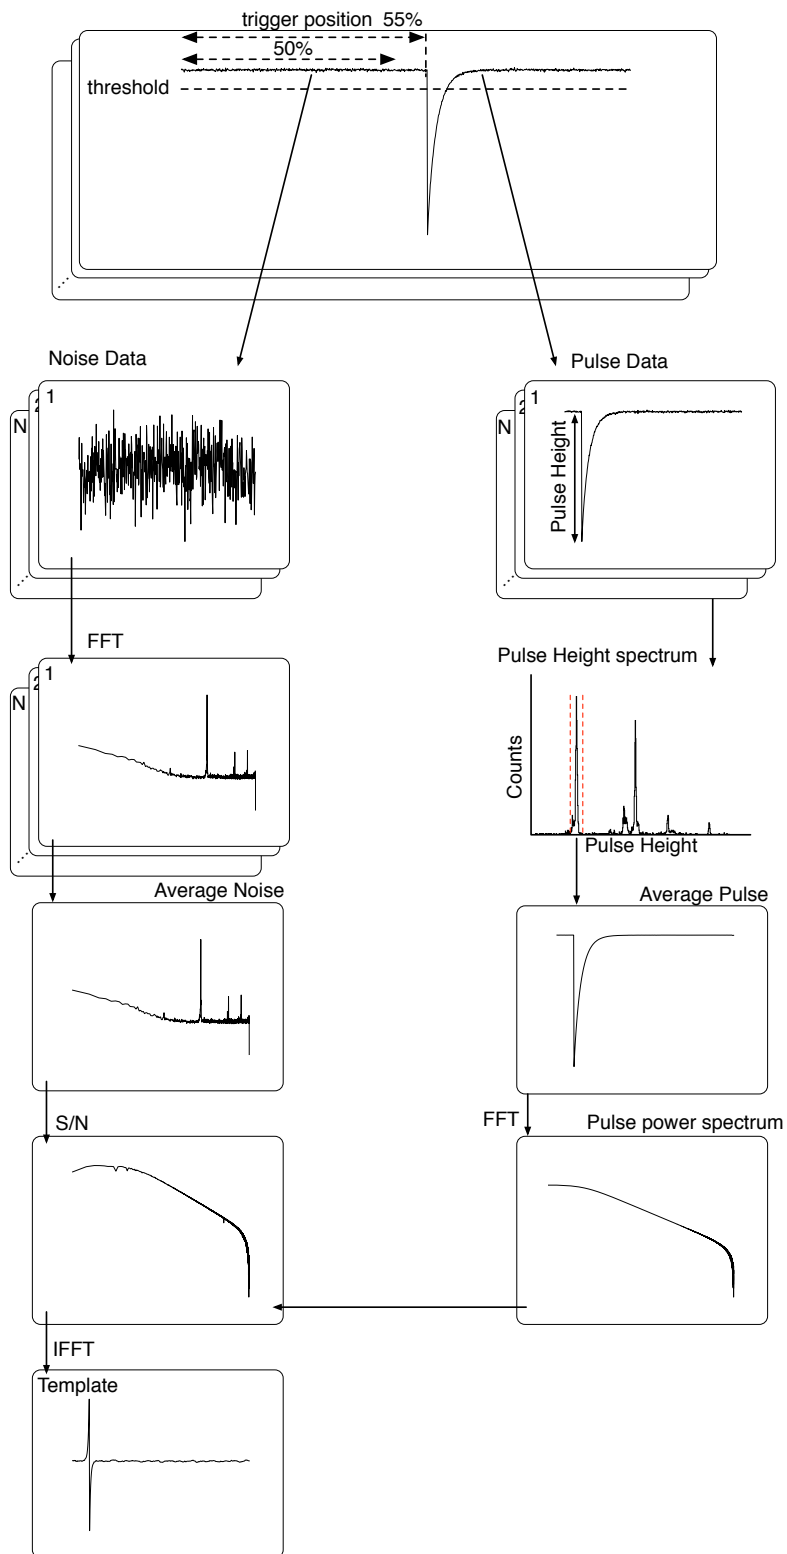 trigger position 55%
50%
threshold
Noise Data
Pulse Data
1
2
N
1
2
N
Pulse Height
FFT
Pulse Height spectrum
1
2
N
Counts
Pulse Height
Average Noise
Average Pulse
S/N
FFT
Pulse power spectrum
IFFT
Template